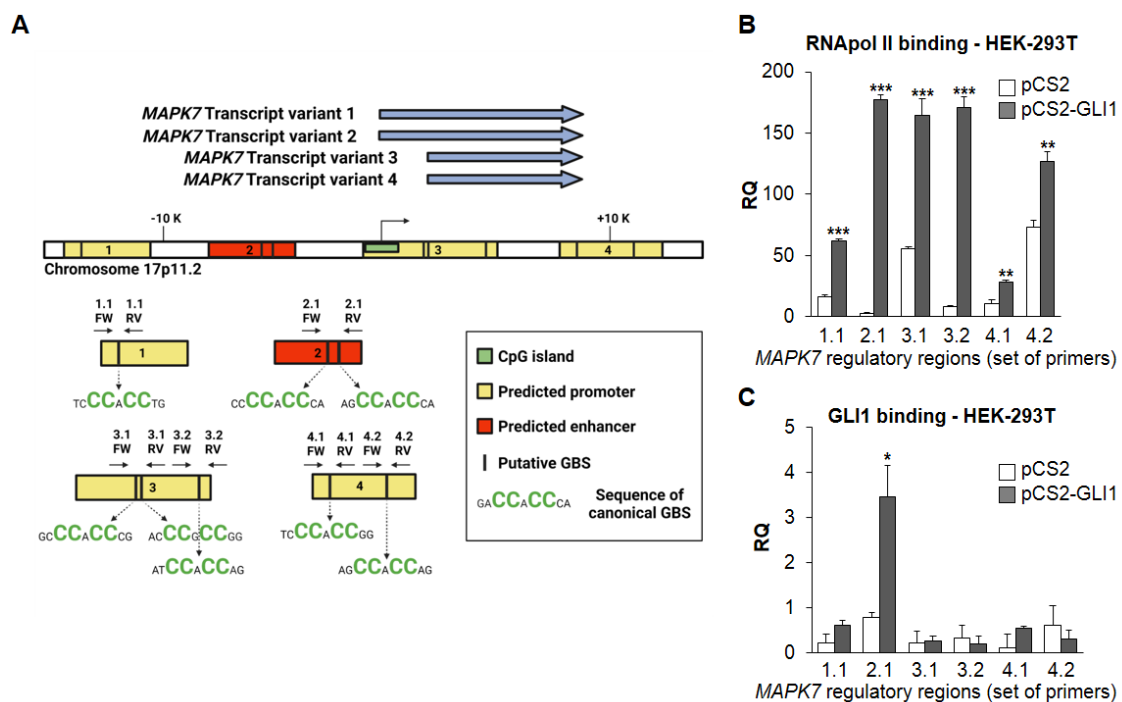 A
MAPK7 Transcript variant 1
MAPK7 Transcript variant 2
MAPK7 Transcript variant 3
MAPK7 Transcript variant 4
-10 K
+10 K
1
2
3
4
Chromosome 17p11.2
1.1 1.1
FW RV
1
TCCCACCTG
2.1 2.1
FW RV
2
CCCCACCCA
AGCCACCCA
3.1 3.1 3.2 3.2
FW RV FW RV
3
GCCCACCCG
ACCCGCCGG
ATCCACCAG
4.1 4.1 4.2 4.2
FW RV FW RV
4
TCCCACCGG
AGCCACCAG
CpG island
Predicted promoter
Predicted enhancer
Putative GBS
GACCACCCA
Sequence of
canonical GBS
B
RNApol II binding - HEK-293T
200
150
100
50
0
RQ
pCS2
pCS2-GLI1
***
***
***
***
**
**
1.1 2.1 3.1 3.2 4.1 4.2
MAPK7 regulatory regions (set of primers)
C
GLI1 binding - HEK-293T
5
4
3
2
1
0
RQ
pCS2
pCS2-GLI1
*
1.1 2.1 3.1 3.2 4.1 4.2
MAPK7 regulatory regions (set of primers)